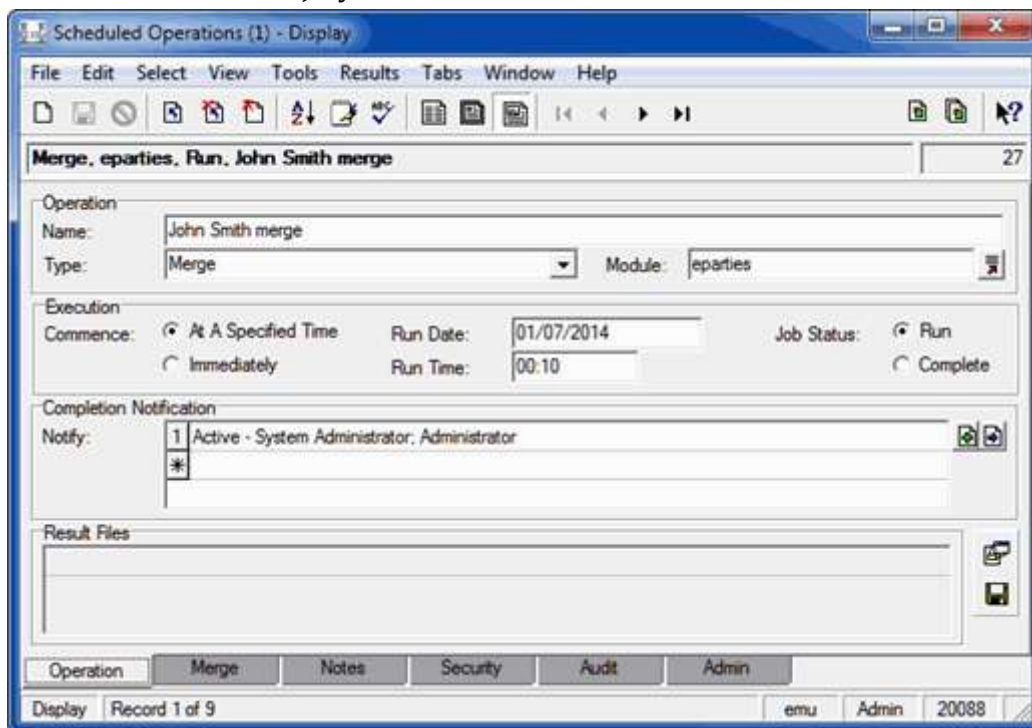 Scheduled Operations (1) - Display
File Edit Select View Tools Results Tabs Window Help
Merge, eparties, Run, John Smith merge 27
Operation
Name: John Smith merge
Type: Merge Module: eparties
Execution
Commence: At A Specified Time Run Date: 01/07/2014 Job Status: Run
Immediately Run Time: 00:10 Complete
Completion Notification
Notify: 1 Active - System Administrator; Administrator
Result Files
Operation Merge Notes Security Audit Admin
Display Record 1 of 9 emu Admin 20088